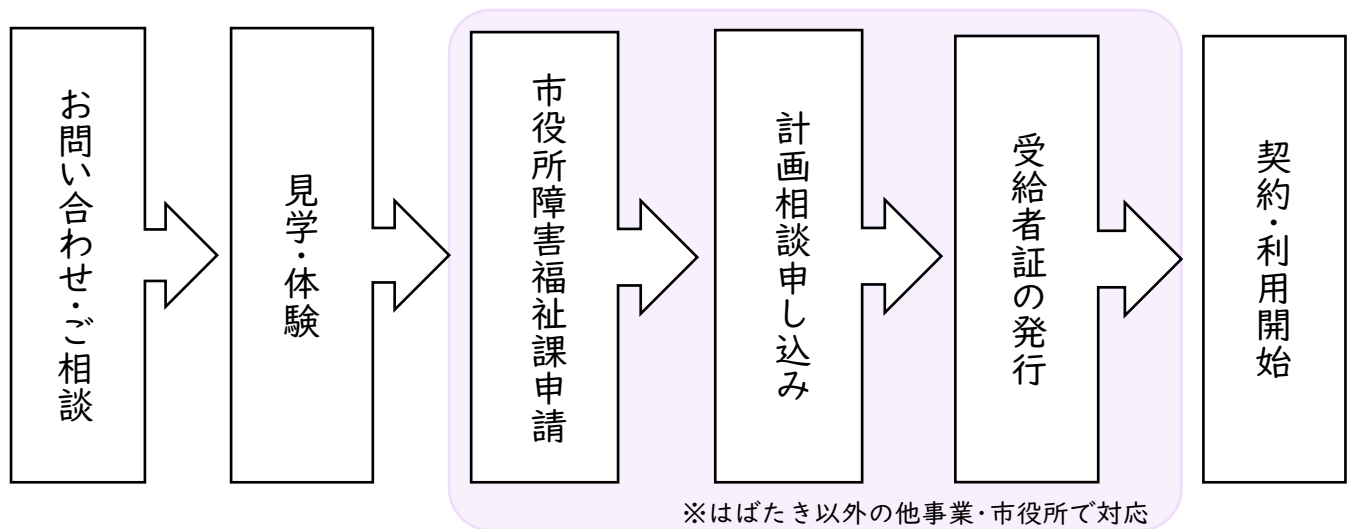 お問い合わせ・ご相談
見学・体験
市役所障害福祉課申請
計画相談申し込み
受給者証の発行
契約・利用開始
※はばたき以外の他事業・市役所で対応